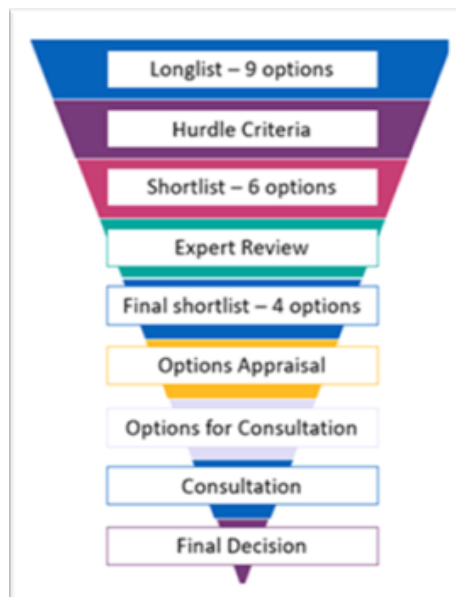 Longlist – 9 options
Hurdle Criteria
Shortlist – 6 options
Expert Review
Final shortlist – 4 options
Options Appraisal
Options for Consultation
Consultation
Final Decision